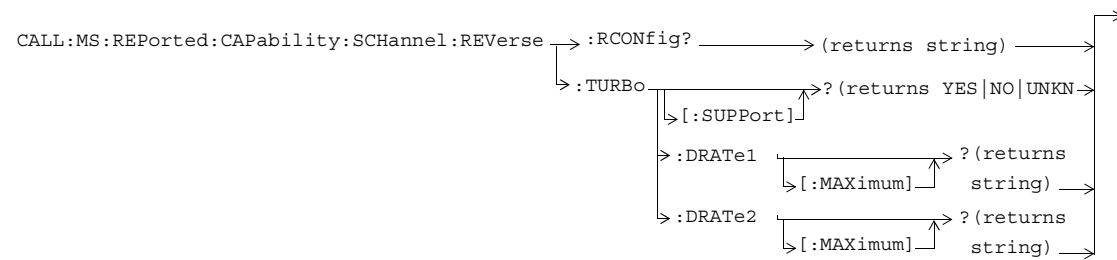 CALL:MS:REPorted:CAPability:SCHannel:REVerse :RCONfig? (returns string)
:TURBo ?(returns YES|NO|UNKN
[:SUPPort]
:DRATe1 ?(returns
[:MAXimum] string)
:DRATe2 ?(returns
[:MAXimum] string)